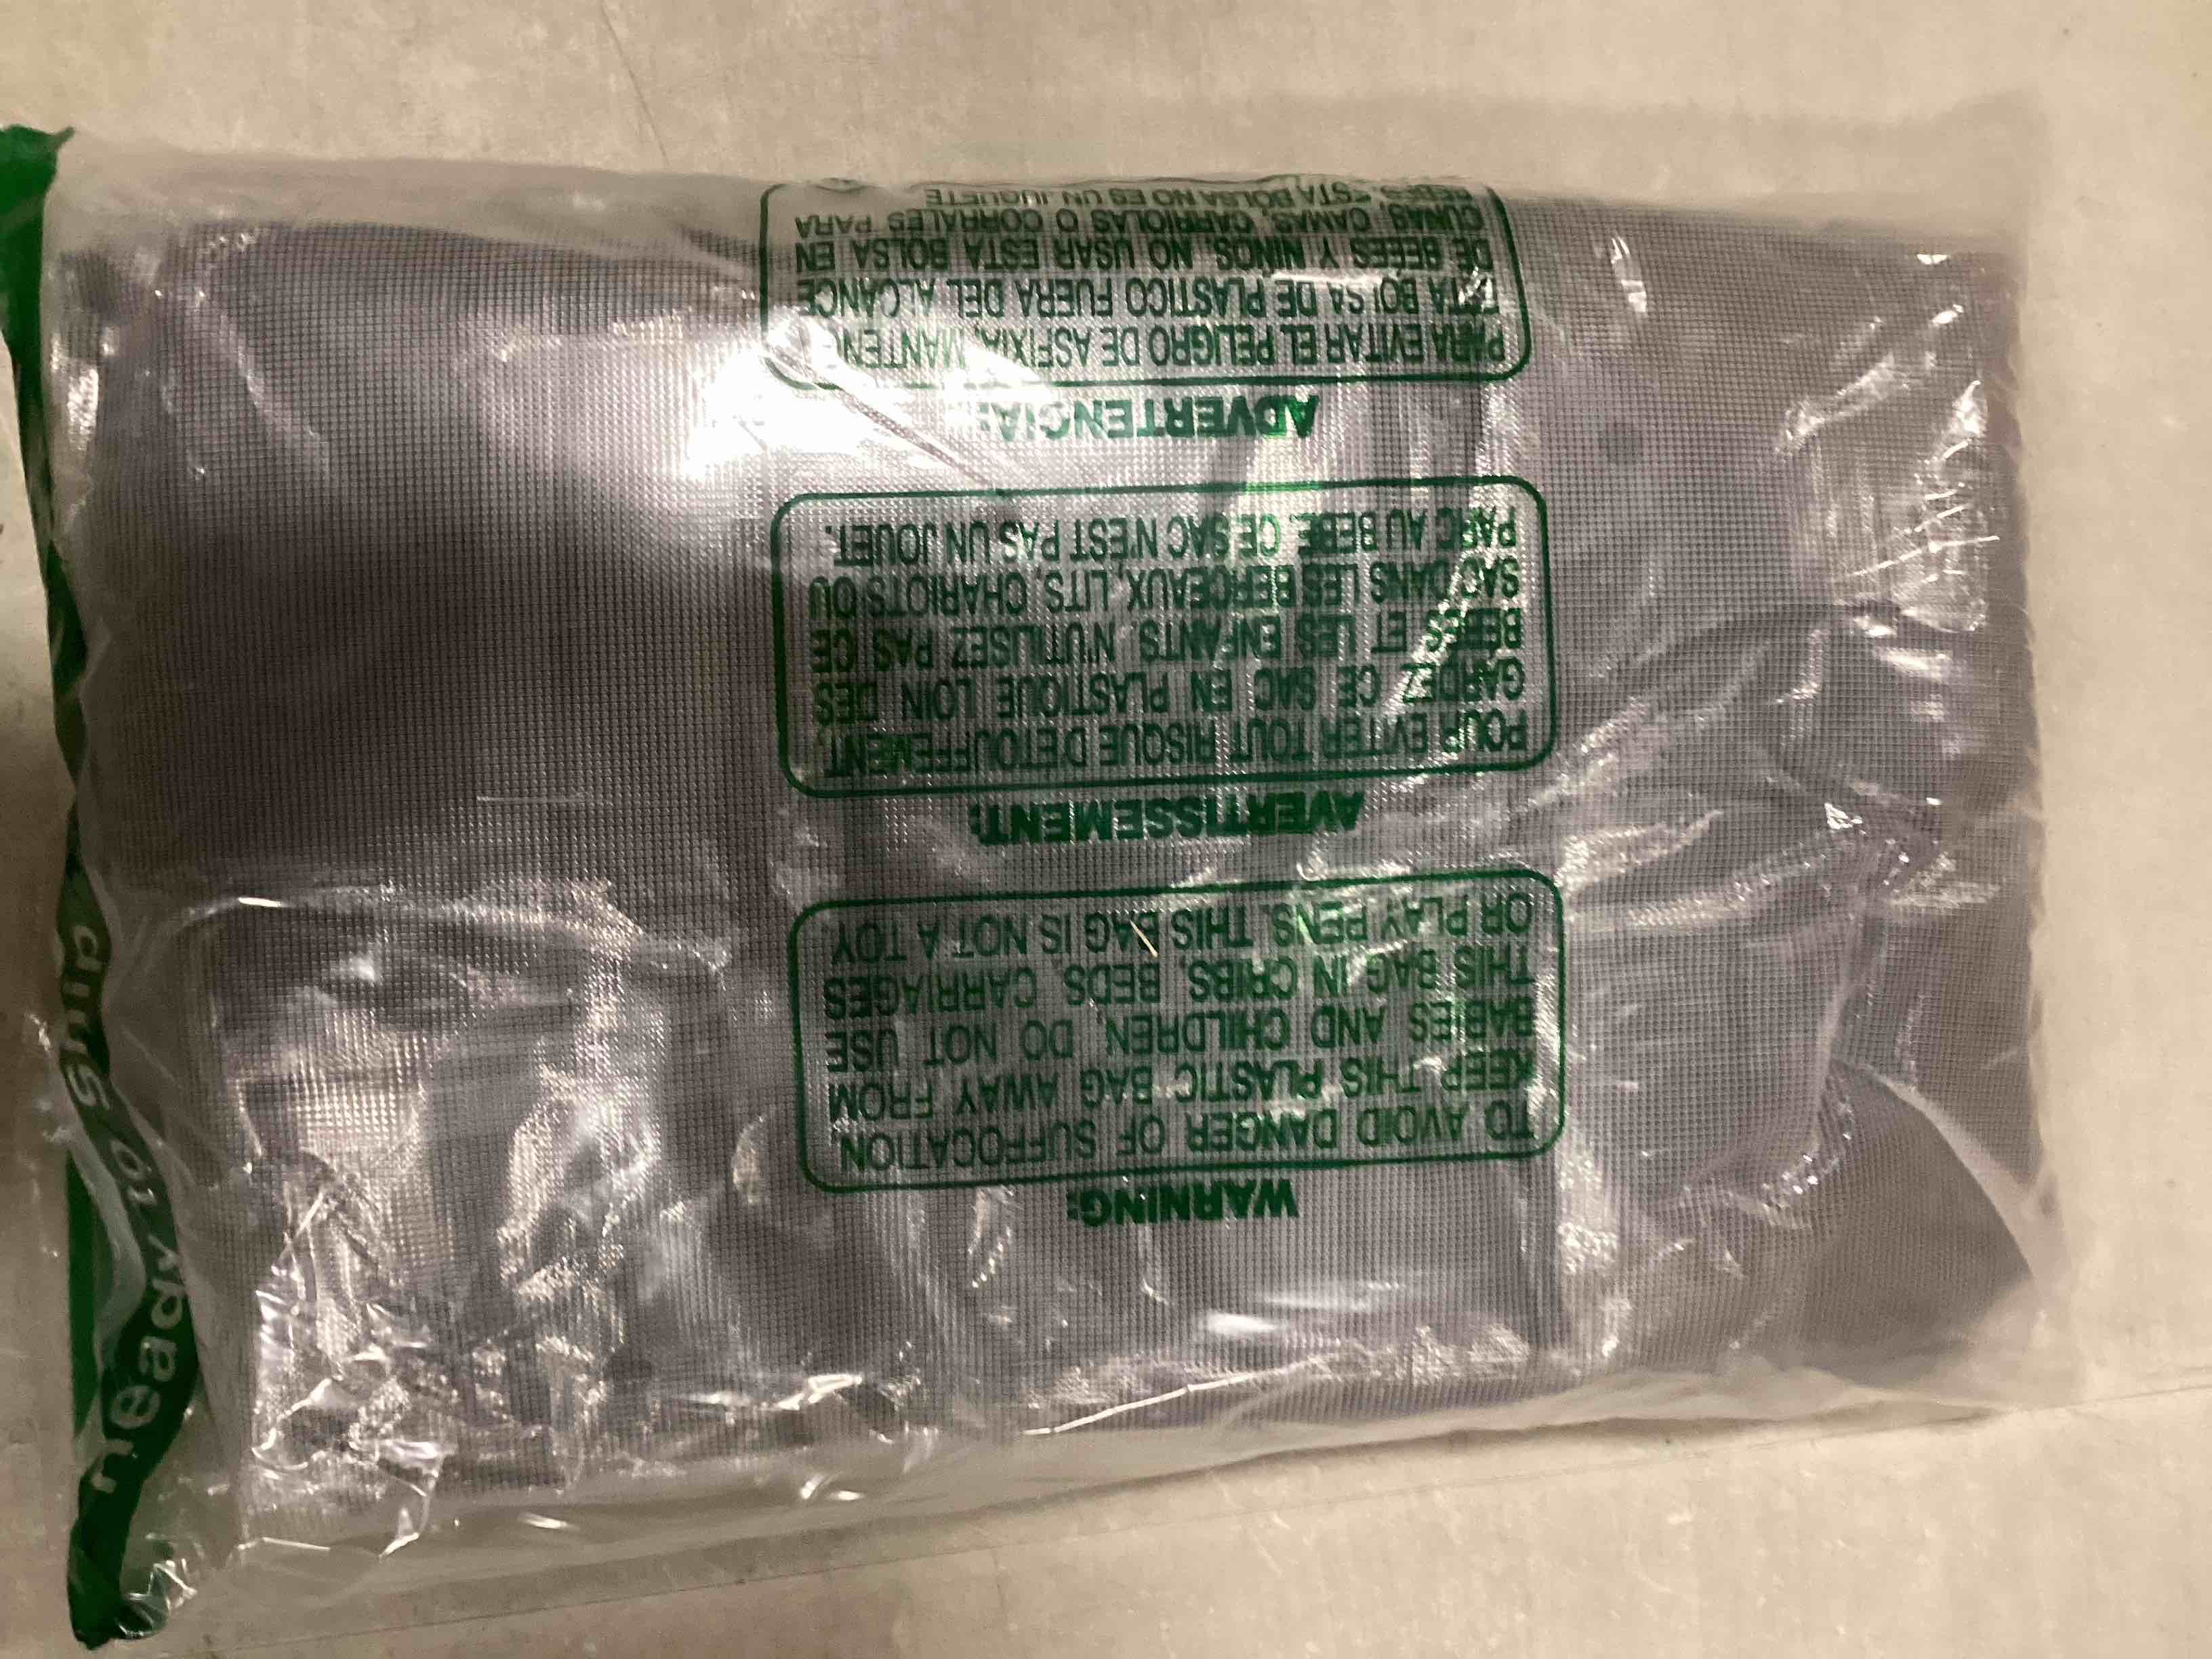 WARNING:
TO AVOID DANGER OF SUFFOCATION,
KEEP THIS PLASTIC BAG AWAY FROM
BABIES AND CHILDREN. DO NOT USE
THIS BAG IN CRIBS, BEDS, CARRIAGES
OR PLAY PENS. THIS BAG IS NOT A TOY
AVERTISSEMENT:
POUR EVITER TOUT RISQUE D'ETOUFFEMENT,
GARDEZ CE SAC EN PLASTIQUE LOIN DES
BEBES ET LES ENFANTS. N'UTILISEZ PAS CE
SAC DANS LES BERCEAUX, LITS, CHARIOTS OU
PARC AU BEBE. CE SAC N'EST PAS UN JOUET.
ADVERTENCIA:
PARA EVITAR EL PELIGRO DE ASFIXIA, MANTENGA
ESTA BOLSA DE PLASTICO FUERA DEL ALCANCE
DE BEBES Y NINOS. NO USAR ESTA BOLSA EN
CUNAS, CAMAS, CARRIOLAS O CORRALES PARA
BEBES. ESTA BOLSA NO ES UN JUGUETE
ready to Ship